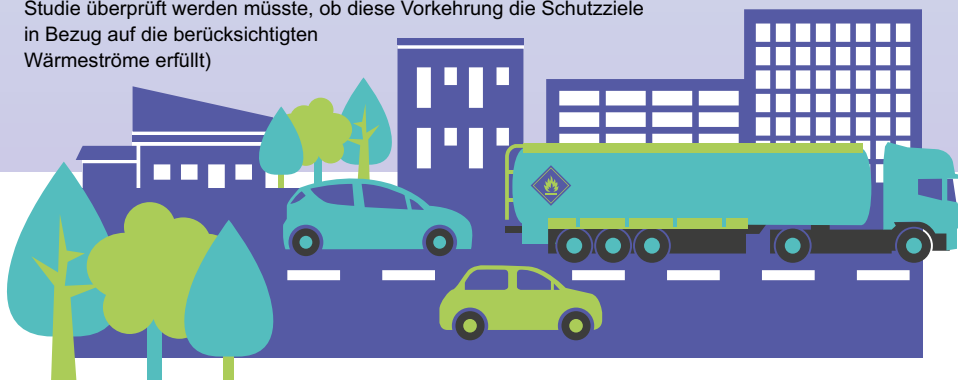 Studie überprüft werden müsste, ob diese Vorkehrung die Schutzziele
in Bezug auf die berücksichtigten
Wärmeströme erfüllt)